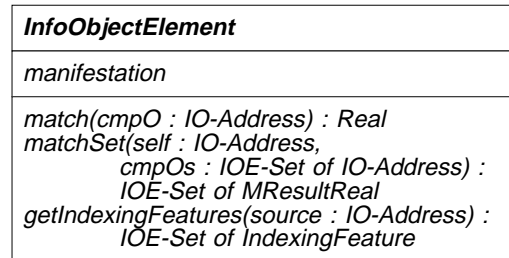 InfoObjectElement
manifestation
match(cmpO : IO-Address) : Real
matchSet(self : IO-Address,
cmpOs : IOE-Set of IO-Address) :
IOE-Set of MResultReal
getIndexingFeatures(source : IO-Address) :
IOE-Set of IndexingFeature